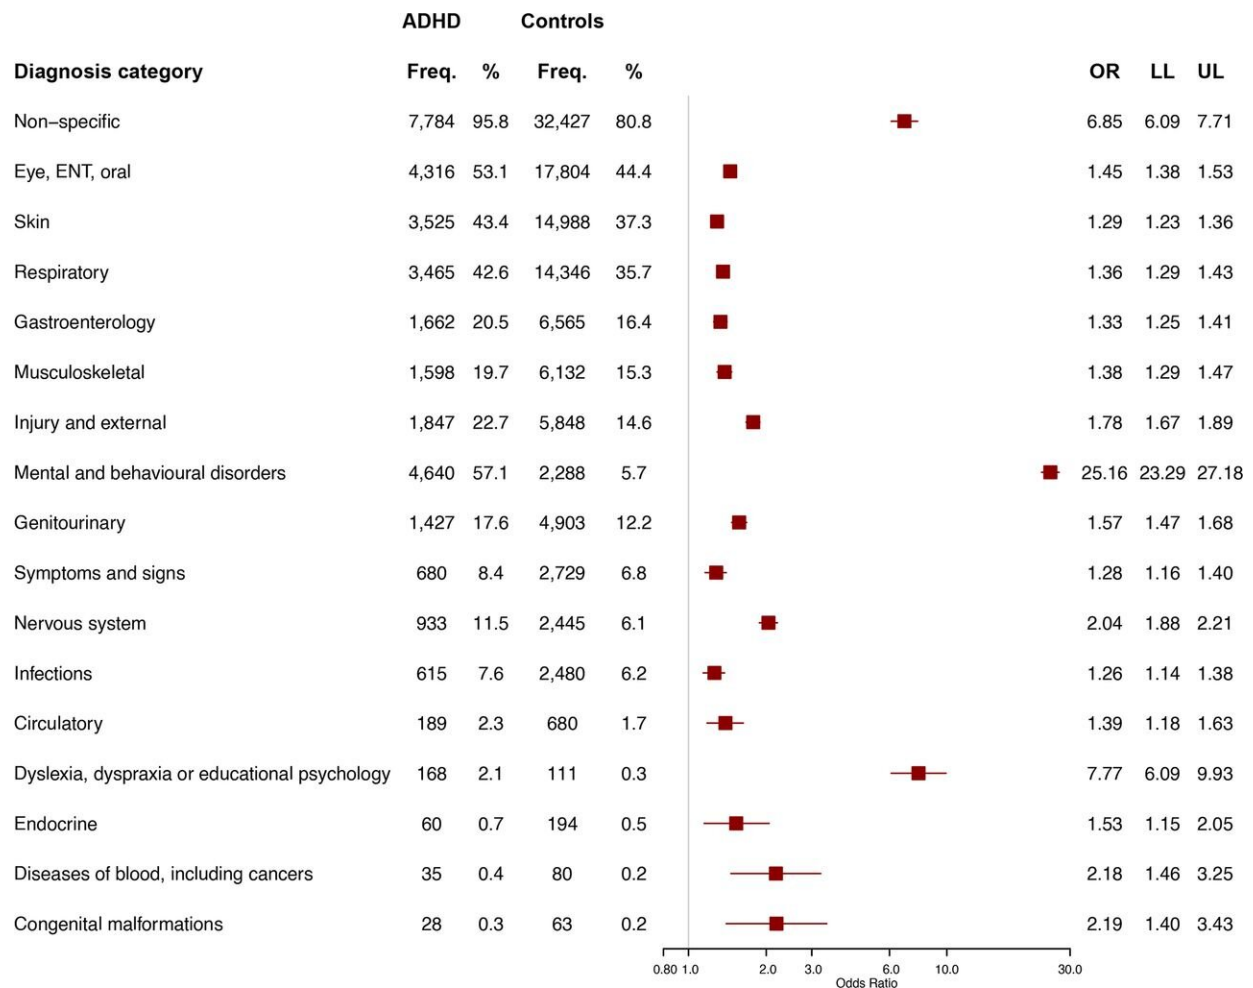 ADHD Controls
Diagnosis category Freq. % Freq. % OR LL UL
Non–specific 7,784 95.8 32,427 80.8 6.85 6.09 7.71
Eye, ENT, oral 4,316 53.1 17,804 44.4 1.45 1.38 1.53
Skin 3,525 43.4 14,988 37.3 1.29 1.23 1.36
Respiratory 3,465 42.6 14,346 35.7 1.36 1.29 1.43
Gastroenterology 1,662 20.5 6,565 16.4 1.33 1.25 1.41
Musculoskeletal 1,598 19.7 6,132 15.3 1.38 1.29 1.47
Injury and external 1,847 22.7 5,848 14.6 1.78 1.67 1.89
Mental and behavioural disorders 4,640 57.1 2,288 5.7 25.16 23.29 27.18
Genitourinary 1,427 17.6 4,903 12.2 1.57 1.47 1.68
Symptoms and signs 680 8.4 2,729 6.8 1.28 1.16 1.40
Nervous system 933 11.5 2,445 6.1 2.04 1.88 2.21
Infections 615 7.6 2,480 6.2 1.26 1.14 1.38
Circulatory 189 2.3 680 1.7 1.39 1.18 1.63
Dyslexia, dyspraxia or educational psychology 168 2.1 111 0.3 7.77 6.09 9.93
Endocrine 60 0.7 194 0.5 1.53 1.15 2.05
Diseases of blood, including cancers 35 0.4 80 0.2 2.18 1.46 3.25
Congenital malformations 28 0.3 63 0.2 2.19 1.40 3.43
0.80 1.0 2.0 3.0 6.0 10.0 30.0
Odds Ratio